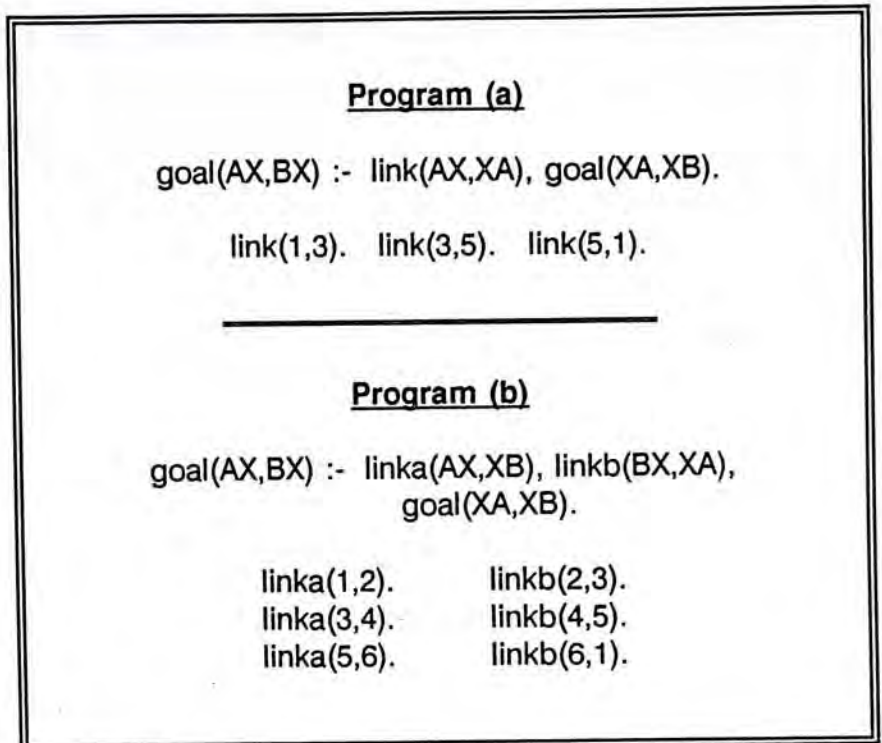 Program (a)
goal(AX,BX) :- link(AX,XA), goal(XA,XB).
link(1,3). link(3,5). link(5,1).
Program (b)
goal(AX,BX) :- linka(AX,XB), linkb(BX,XA),
goal(XA,XB).
linka(1,2). linkb(2,3).
linka(3,4). linkb(4,5).
linka(5,6). linkb(6,1).